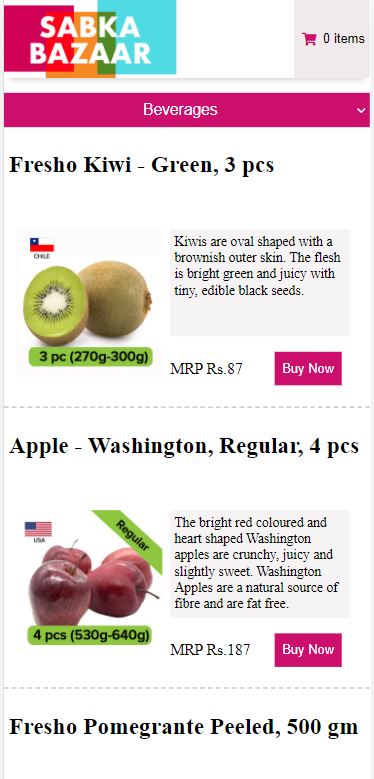 SABKA
BAZAAR
0 items
Beverages
Fresho Kiwi - Green, 3 pcs
CHILE
3 pc (270g-300g)
Kiwis are oval shaped with a
brownish outer skin. The flesh
is bright green and juicy with
tiny, edible black seeds.
MRP Rs.87
Buy Now
Apple - Washington, Regular, 4 pcs
USA
Regular
4 pcs (530g-640g)
The bright red coloured and
heart shaped Washington
apples are crunchy, juicy and
slightly sweet. Washington
Apples are a natural source of
fibre and are fat free.
MRP Rs.187
Buy Now
Fresho Pomegrante Peeled, 500 gm